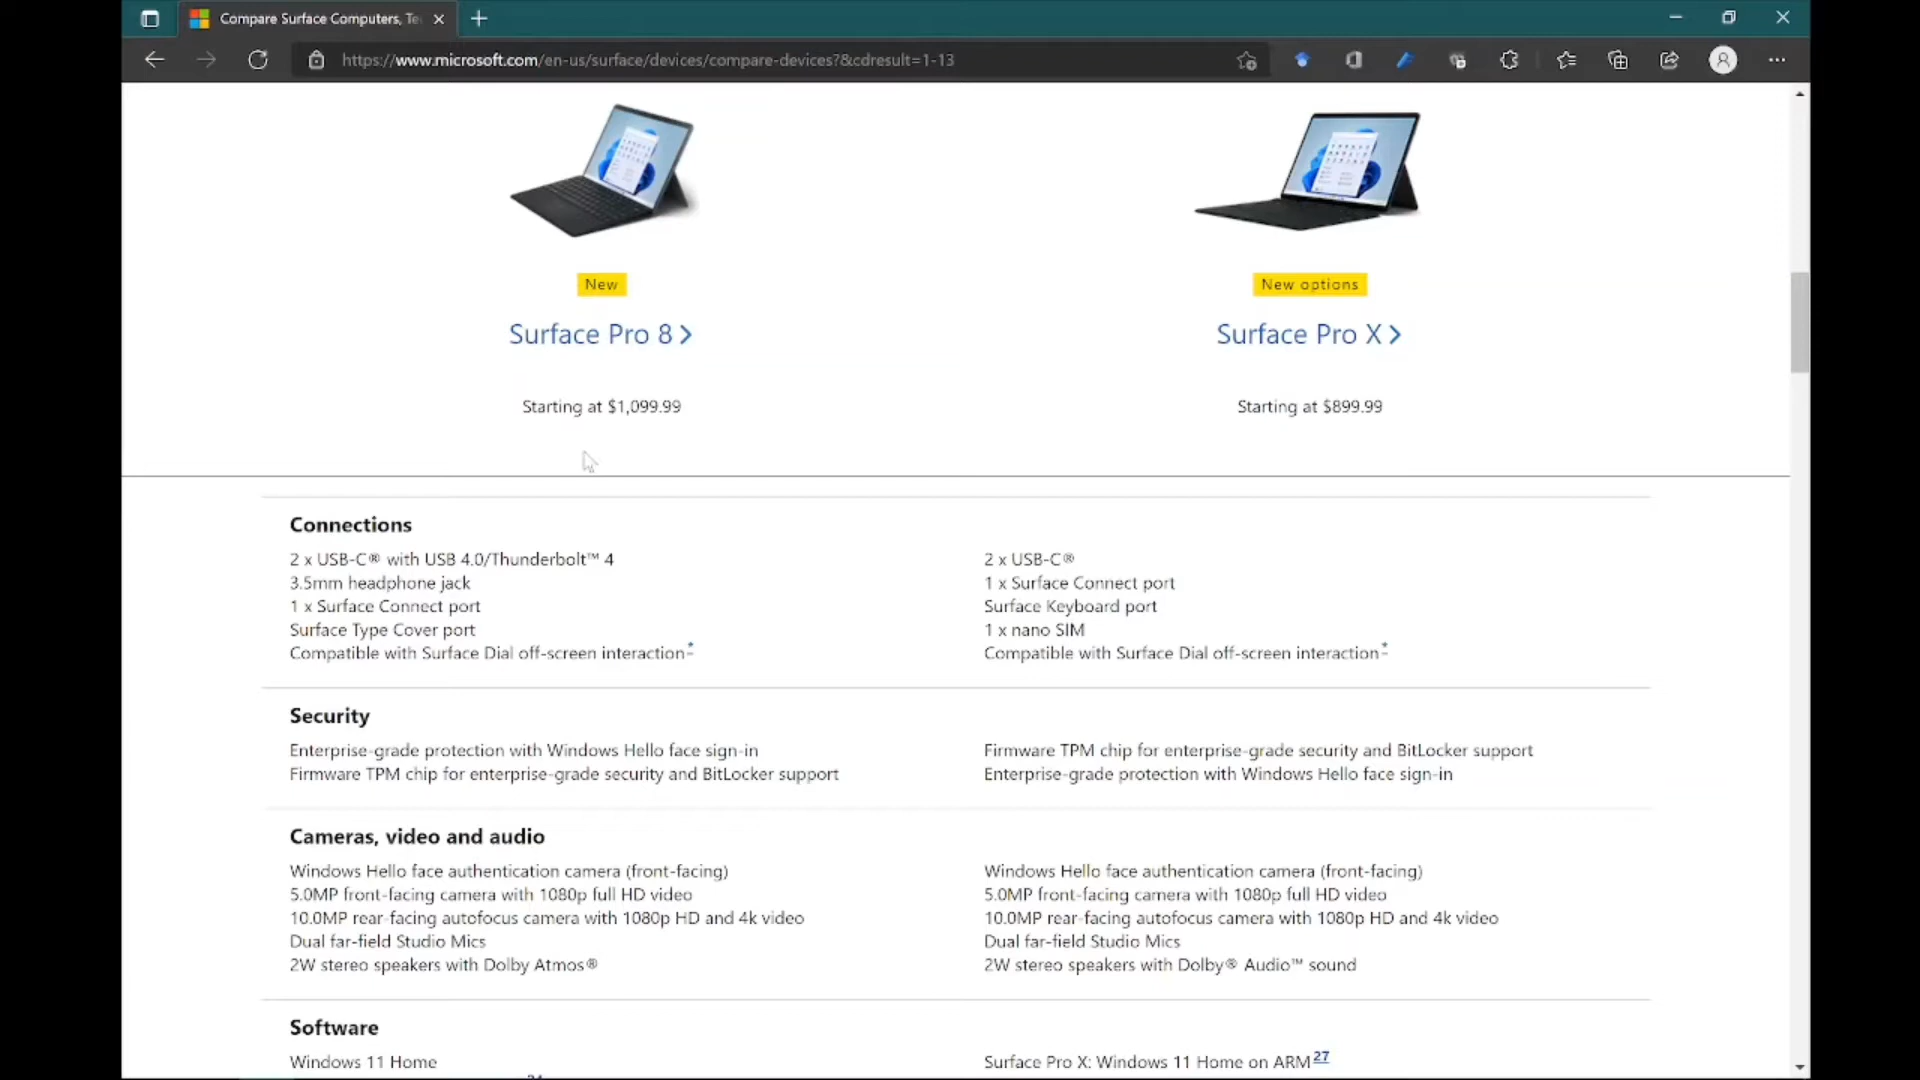 Compare Surface Computers, Te
https://www.microsoft.com/en-us/surface/devices/compare-devices?&cdresult=1-13
New
New options
Surface Pro 8
Surface Pro X
Starting at $1,099.99
Starting at $899.99
Connections
2 x USB-C® with USB 4.0/Thunderbolt™ 4
3.5mm headphone jack
1 x Surface Connect port
Surface Type Cover port
Compatible with Surface Dial off-screen interaction*
2 x USB-C®
1 x Surface Connect port
Surface Keyboard port
1 x nano SIM
Compatible with Surface Dial off-screen interaction*
Security
Enterprise-grade protection with Windows Hello face sign-in
Firmware TPM chip for enterprise-grade security and BitLocker support
Firmware TPM chip for enterprise-grade security and BitLocker support
Enterprise-grade protection with Windows Hello face sign-in
Cameras, video and audio
Windows Hello face authentication camera (front-facing)
5.0MP front-facing camera with 1080p full HD video
10.0MP rear-facing autofocus camera with 1080p HD and 4k video
Dual far-field Studio Mics
2W stereo speakers with Dolby Atmos®
Windows Hello face authentication camera (front-facing)
5.0MP front-facing camera with 1080p full HD video
10.0MP rear-facing autofocus camera with 1080p HD and 4k video
Dual far-field Studio Mics
2W stereo speakers with Dolby® Audio™ sound
Software
Windows 11 Home
Surface Pro X: Windows 11 Home on ARM 27